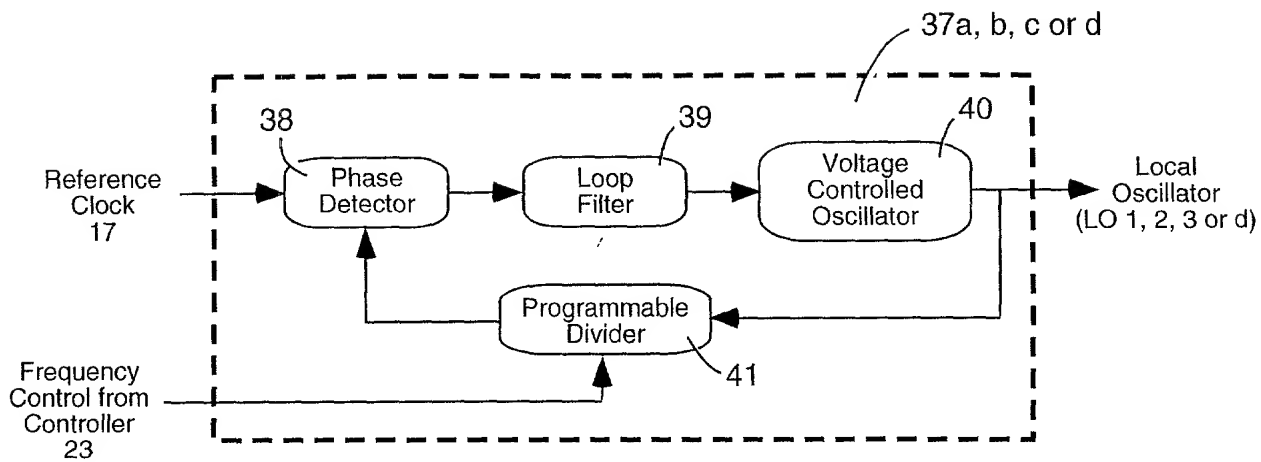 37a, b, c or d
38
39
40
Reference
Clock
17
Phase
Detector
Loop
Filter
Voltage
Controlled
Oscillator
Local
Oscillator
(LO 1, 2, 3 or d)
Programmable
Divider
41
Frequency
Control from
Controller
23